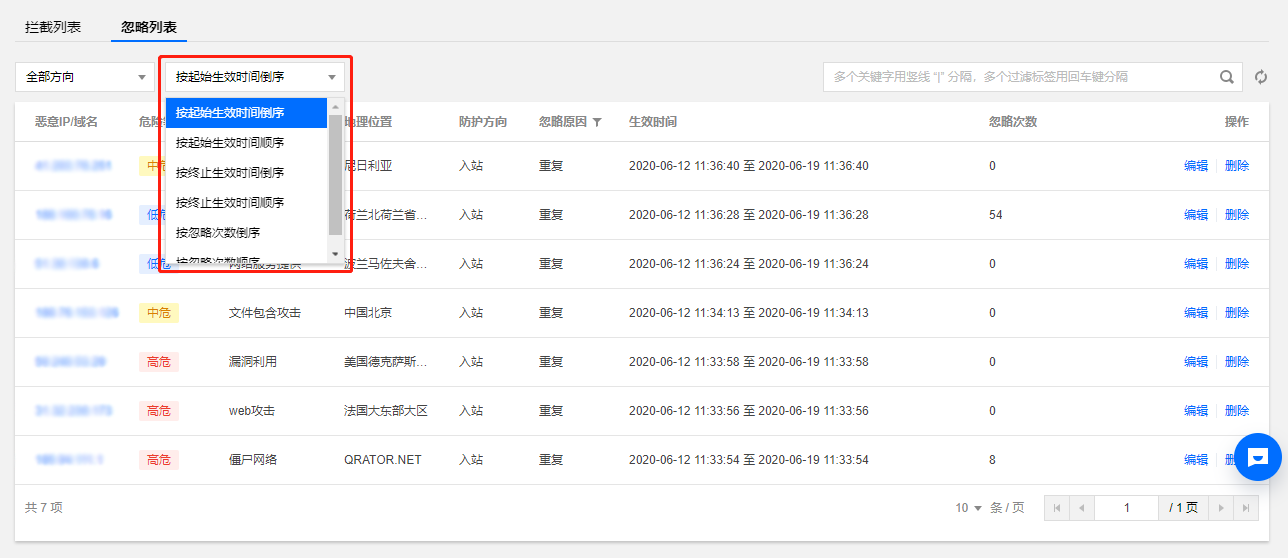 拦截列表 忽略列表
全部方向 按起始生效时间倒序 多个关键字用竖线 “|” 分隔，多个过滤标签用回车键分隔
按起始生效时间倒序
按起始生效时间顺序
按终止生效时间倒序
按终止生效时间顺序
按忽略次数倒序
按忽略次数顺序
恶意IP/域名 地理位置 防护方向 忽略原因 生效时间 忽略次数 操作
中危 尼日利亚 入站 重复 2020-06-12 11:36:40 至 2020-06-19 11:36:40 0 编辑 删除
低危 荷兰北荷兰省... 入站 重复 2020-06-12 11:36:28 至 2020-06-19 11:36:28 54 编辑 删除
低危 网络服务提供 波兰马佐夫舍... 入站 重复 2020-06-12 11:36:24 至 2020-06-19 11:36:24 0 编辑 删除
中危 文件包含攻击 中国北京 入站 重复 2020-06-12 11:34:13 至 2020-06-19 11:34:13 0 编辑 删除
高危 漏洞利用 美国德克萨斯... 入站 重复 2020-06-12 11:33:58 至 2020-06-19 11:33:58 0 编辑 删除
高危 web攻击 法国大东部大区 入站 重复 2020-06-12 11:33:56 至 2020-06-19 11:33:56 0 编辑 删除
高危 僵尸网络 QRATOR.NET 入站 重复 2020-06-12 11:33:54 至 2020-06-19 11:33:54 8 编辑 删
共 7 项 10 条 / 页 1 / 1 页